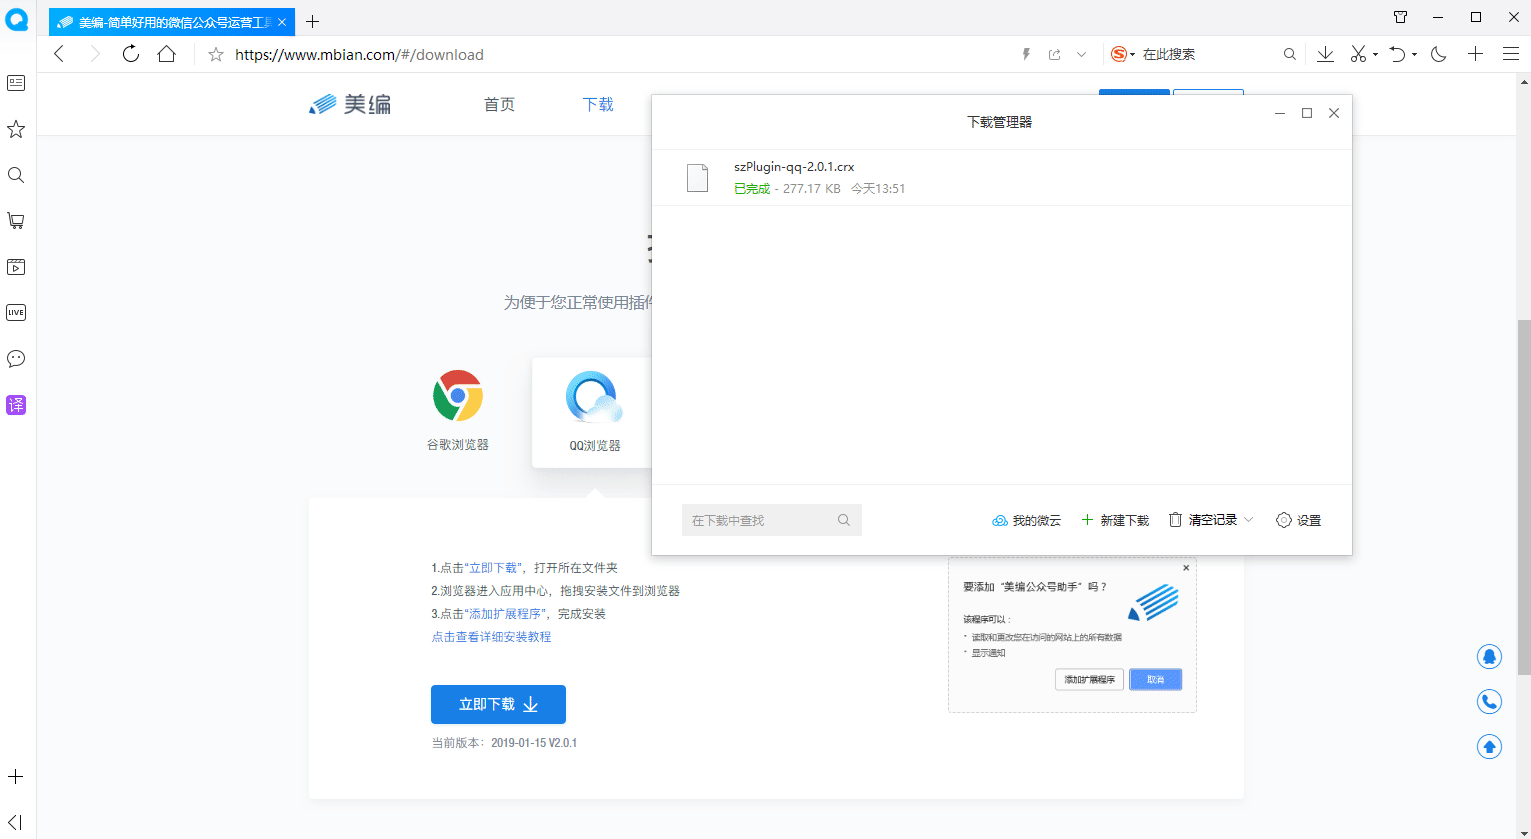 美编-简单好用的微信公众号运营工具
https://www.mbian.com/#/download
在此搜索
美编
首页
下载
下载管理器
szPlugin-qq-2.0.1.crx
已完成 - 277.17 KB 今天13:51
为便于您正常使用插件
LIVE
译
谷歌浏览器
QQ浏览器
在下载中查找
我的微云
新建下载
清空记录
设置
1.点击“立即下载”，打开所在文件夹
2.浏览器进入应用中心，拖拽安装文件到浏览器
3.点击“添加扩展程序”，完成安装
点击查看详细安装教程
要添加“美编公众号助手”吗？
该程序可以：
· 读取和更改您在访问的网站上的所有数据
· 显示通知
添加扩展程序
取消
立即下载
当前版本：2019-01-15 V2.0.1